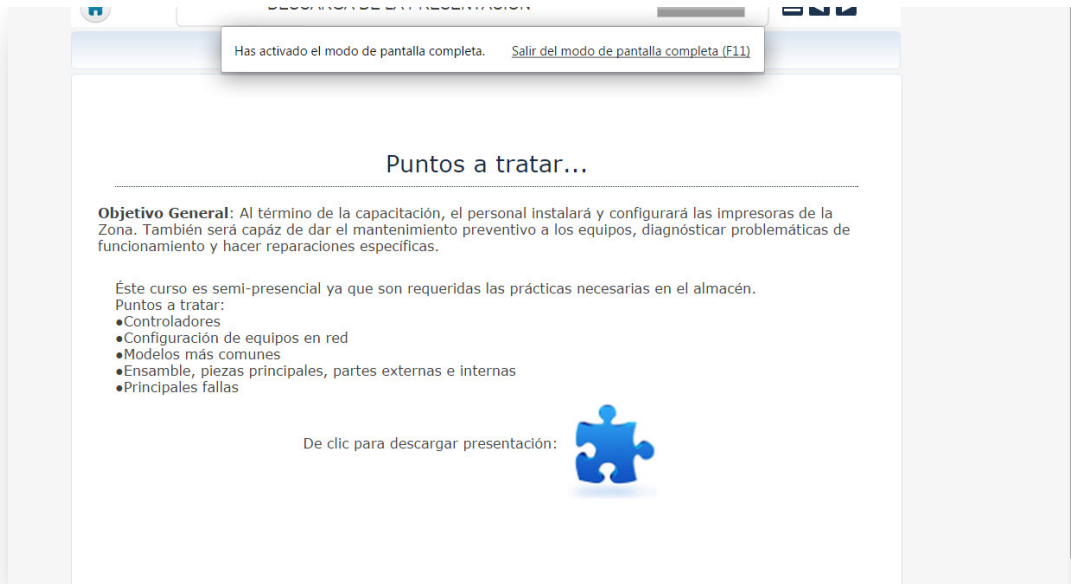 DESCARGA DE LA PRESENTACIÓN
Has activado el modo de pantalla completa. Salir del modo de pantalla completa (F11)
Puntos a tratar...
Objetivo General: Al término de la capacitación, el personal instalará y configurará las impresoras de la
Zona. También será capáz de dar el mantenimiento preventivo a los equipos, diagnósticar problemáticas de
funcionamiento y hacer reparaciones específicas.
Éste curso es semi-presencial ya que son requeridas las prácticas necesarias en el almacén.
Puntos a tratar:
●Controladores
●Configuración de equipos en red
●Modelos más comunes
●Ensamble, piezas principales, partes externas e internas
●Principales fallas
De clic para descargar presentación: